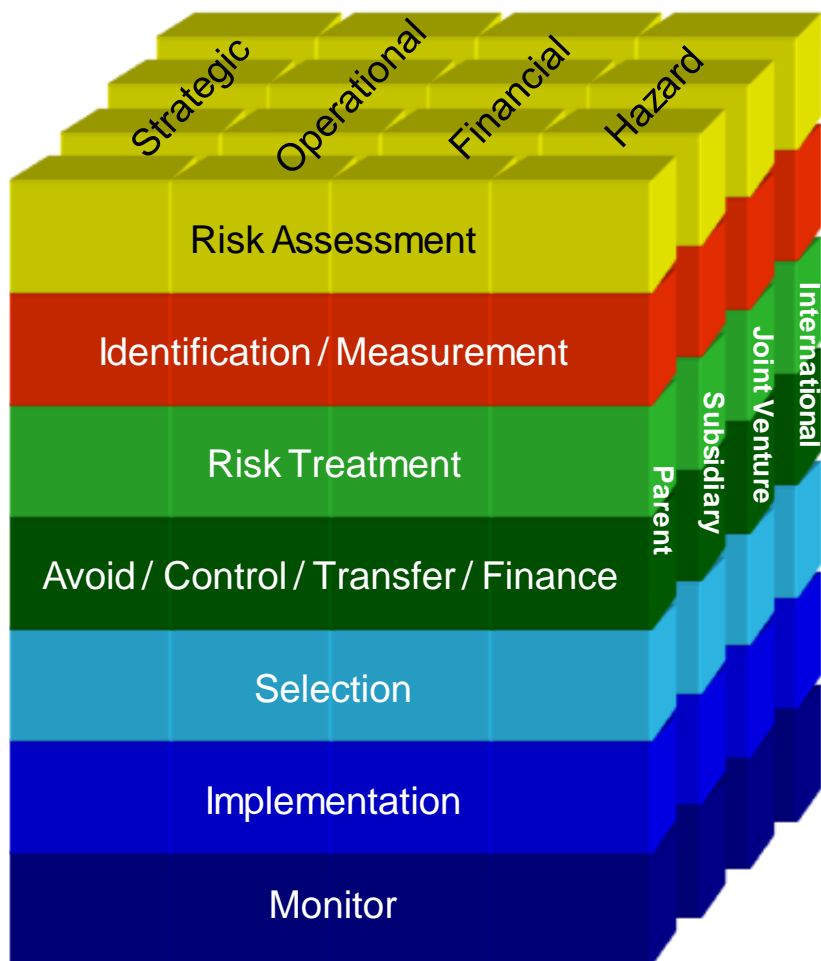 Strategic
Operational
Financial
Hazard
Risk Assessment
Identification / Measurement
Risk Treatment
Avoid / Control / Transfer / Finance
Selection
Implementation
Monitor
Parent
Subsidiary
Joint Venture
International